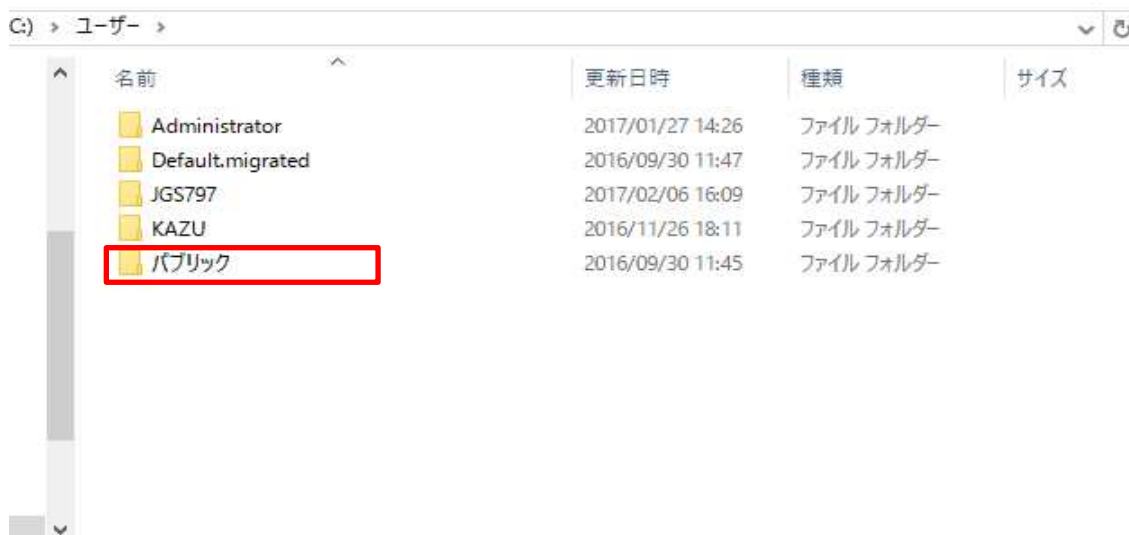 C:) › ユーザー ›
名前 更新日時 種類 サイズ
Administrator 2017/01/27 14:26 ファイル フォルダー
Default.migrated 2016/09/30 11:47 ファイル フォルダー
JGS797 2017/02/06 16:09 ファイル フォルダー
KAZU 2016/11/26 18:11 ファイル フォルダー
パブリック 2016/09/30 11:45 ファイル フォルダー